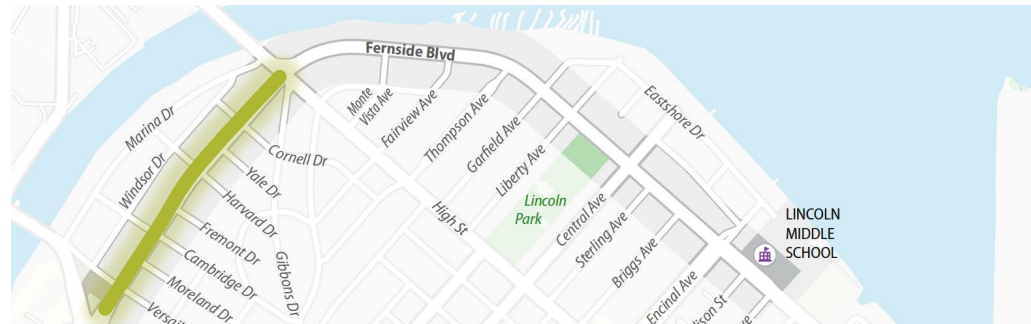 Fernside Blvd
Monte
Vista Ave
Fairview Ave
Thompson Ave
Garfield Ave
Liberty Ave
Eastshore Dr
Marina Dr
Windsor Dr
Cornell Dr
Yale Dr
Harvard Dr
Fremont Dr
Cambridge Dr
Moreland Dr
Gibbons Dr
High St
Lincoln
Park
Central Ave
Sterling Ave
Briggs Ave
Encinal Ave
LINCOLN
MIDDLE
SCHOOL